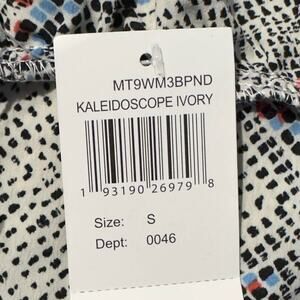 MT9WM3BPND
KALEIDOSCOPE IVORY
1 93190 26979 8
Size: S
Dept: 0046